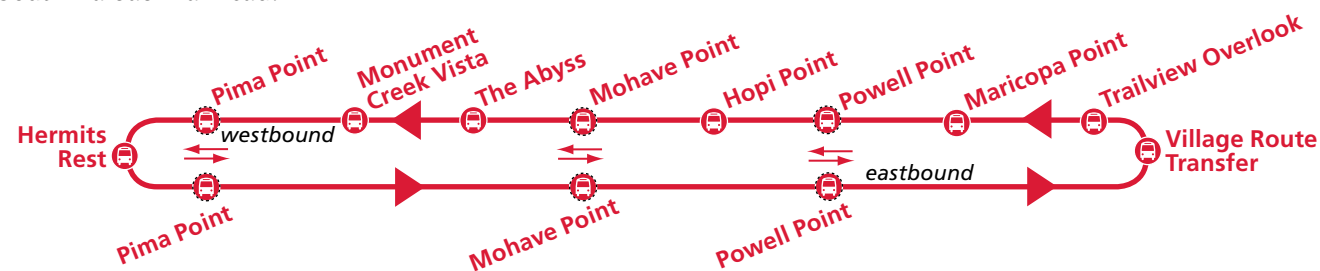 Pima Point
Monument
Creek Vista
The Abyss
Mohave Point
Hopi Point
Powell Point
Maricopa Point
Trailview Overlook
Hermits
Rest
westbound
Village Route
Transfer
eastbound
Pima Point
Mohave Point
Powell Point